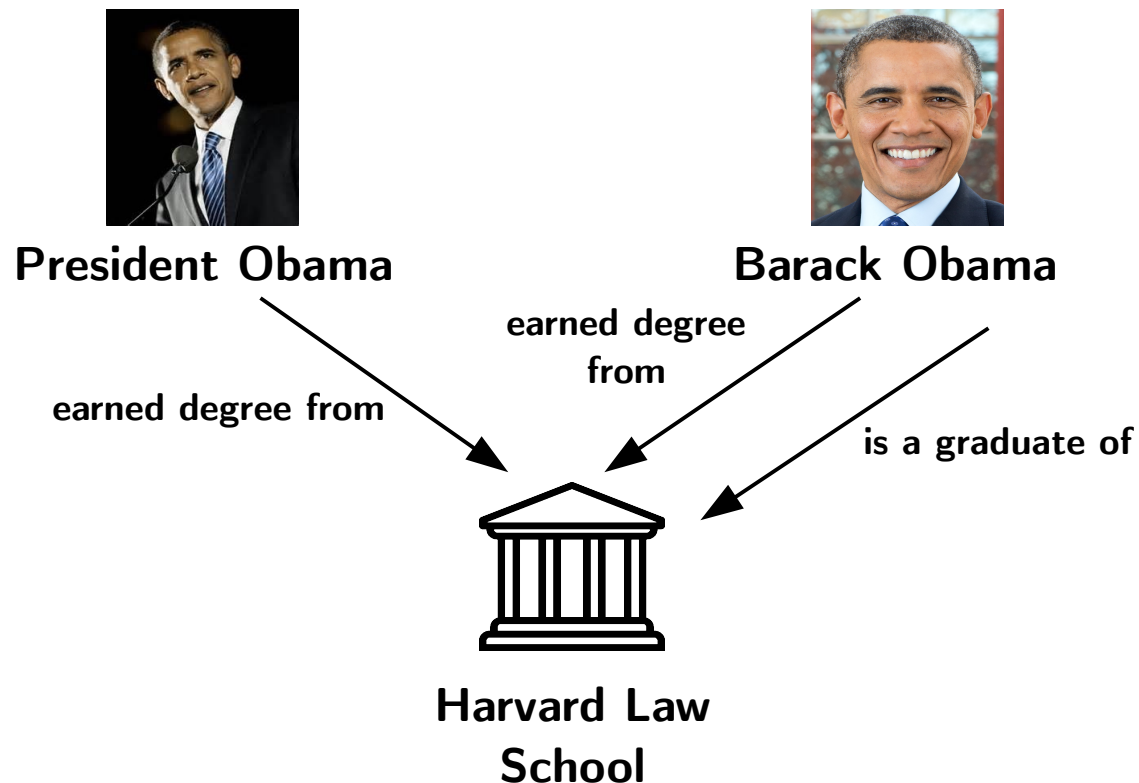 President Obama
Barack Obama
earned degree
from
earned degree from
is a graduate of
Harvard Law
School